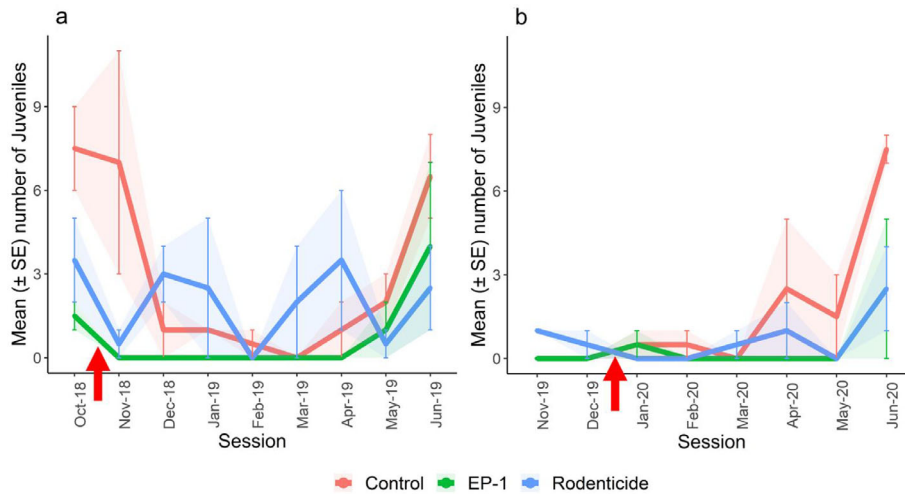 a
b
Mean (± SE) number of Juveniles
9
6
3
0
Oct-18
Nov-18
Dec-18
Jan-19
Feb-19
Mar-19
Apr-19
May-19
Jun-19
Session
Mean (± SE) number of Juveniles
9
6
3
0
Nov-19
Dec-19
Jan-20
Feb-20
Mar-20
Apr-20
May-20
Jun-20
Session
Control EP-1 Rodenticide